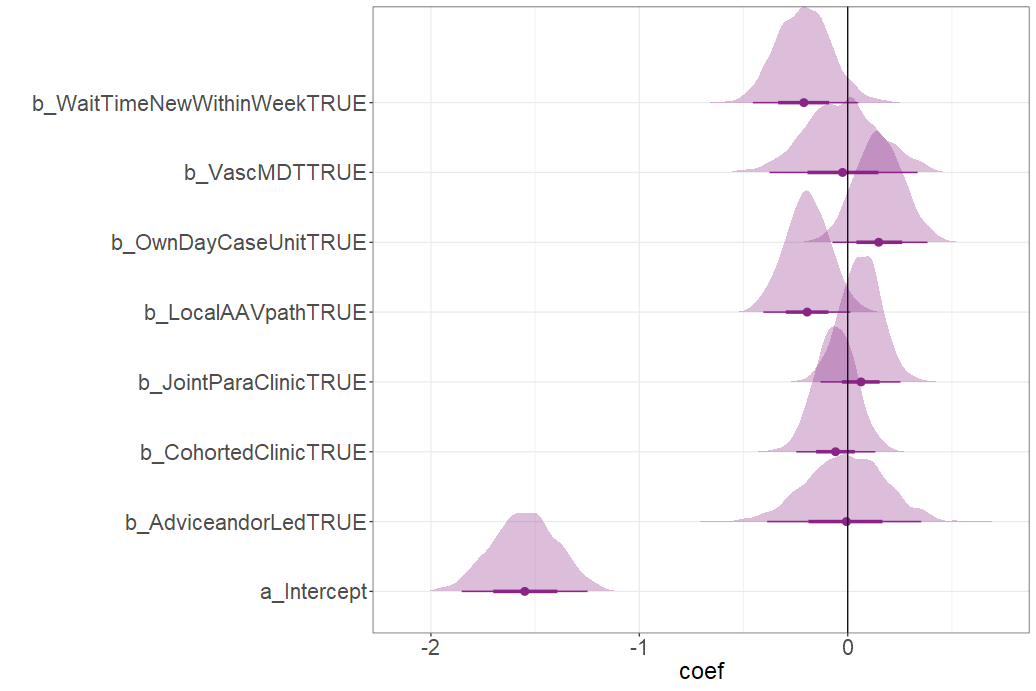 b_WaitTimeNewWithinWeekTRUE
b_VascMDTTRUE
b_OwnDayCaseUnitTRUE
b_LocalAAVpathTRUE
b_JointParaClinicTRUE
b_CohortedClinicTRUE
b_AdviceandorLedTRUE
a_Intercept
-2 -1 0
coef